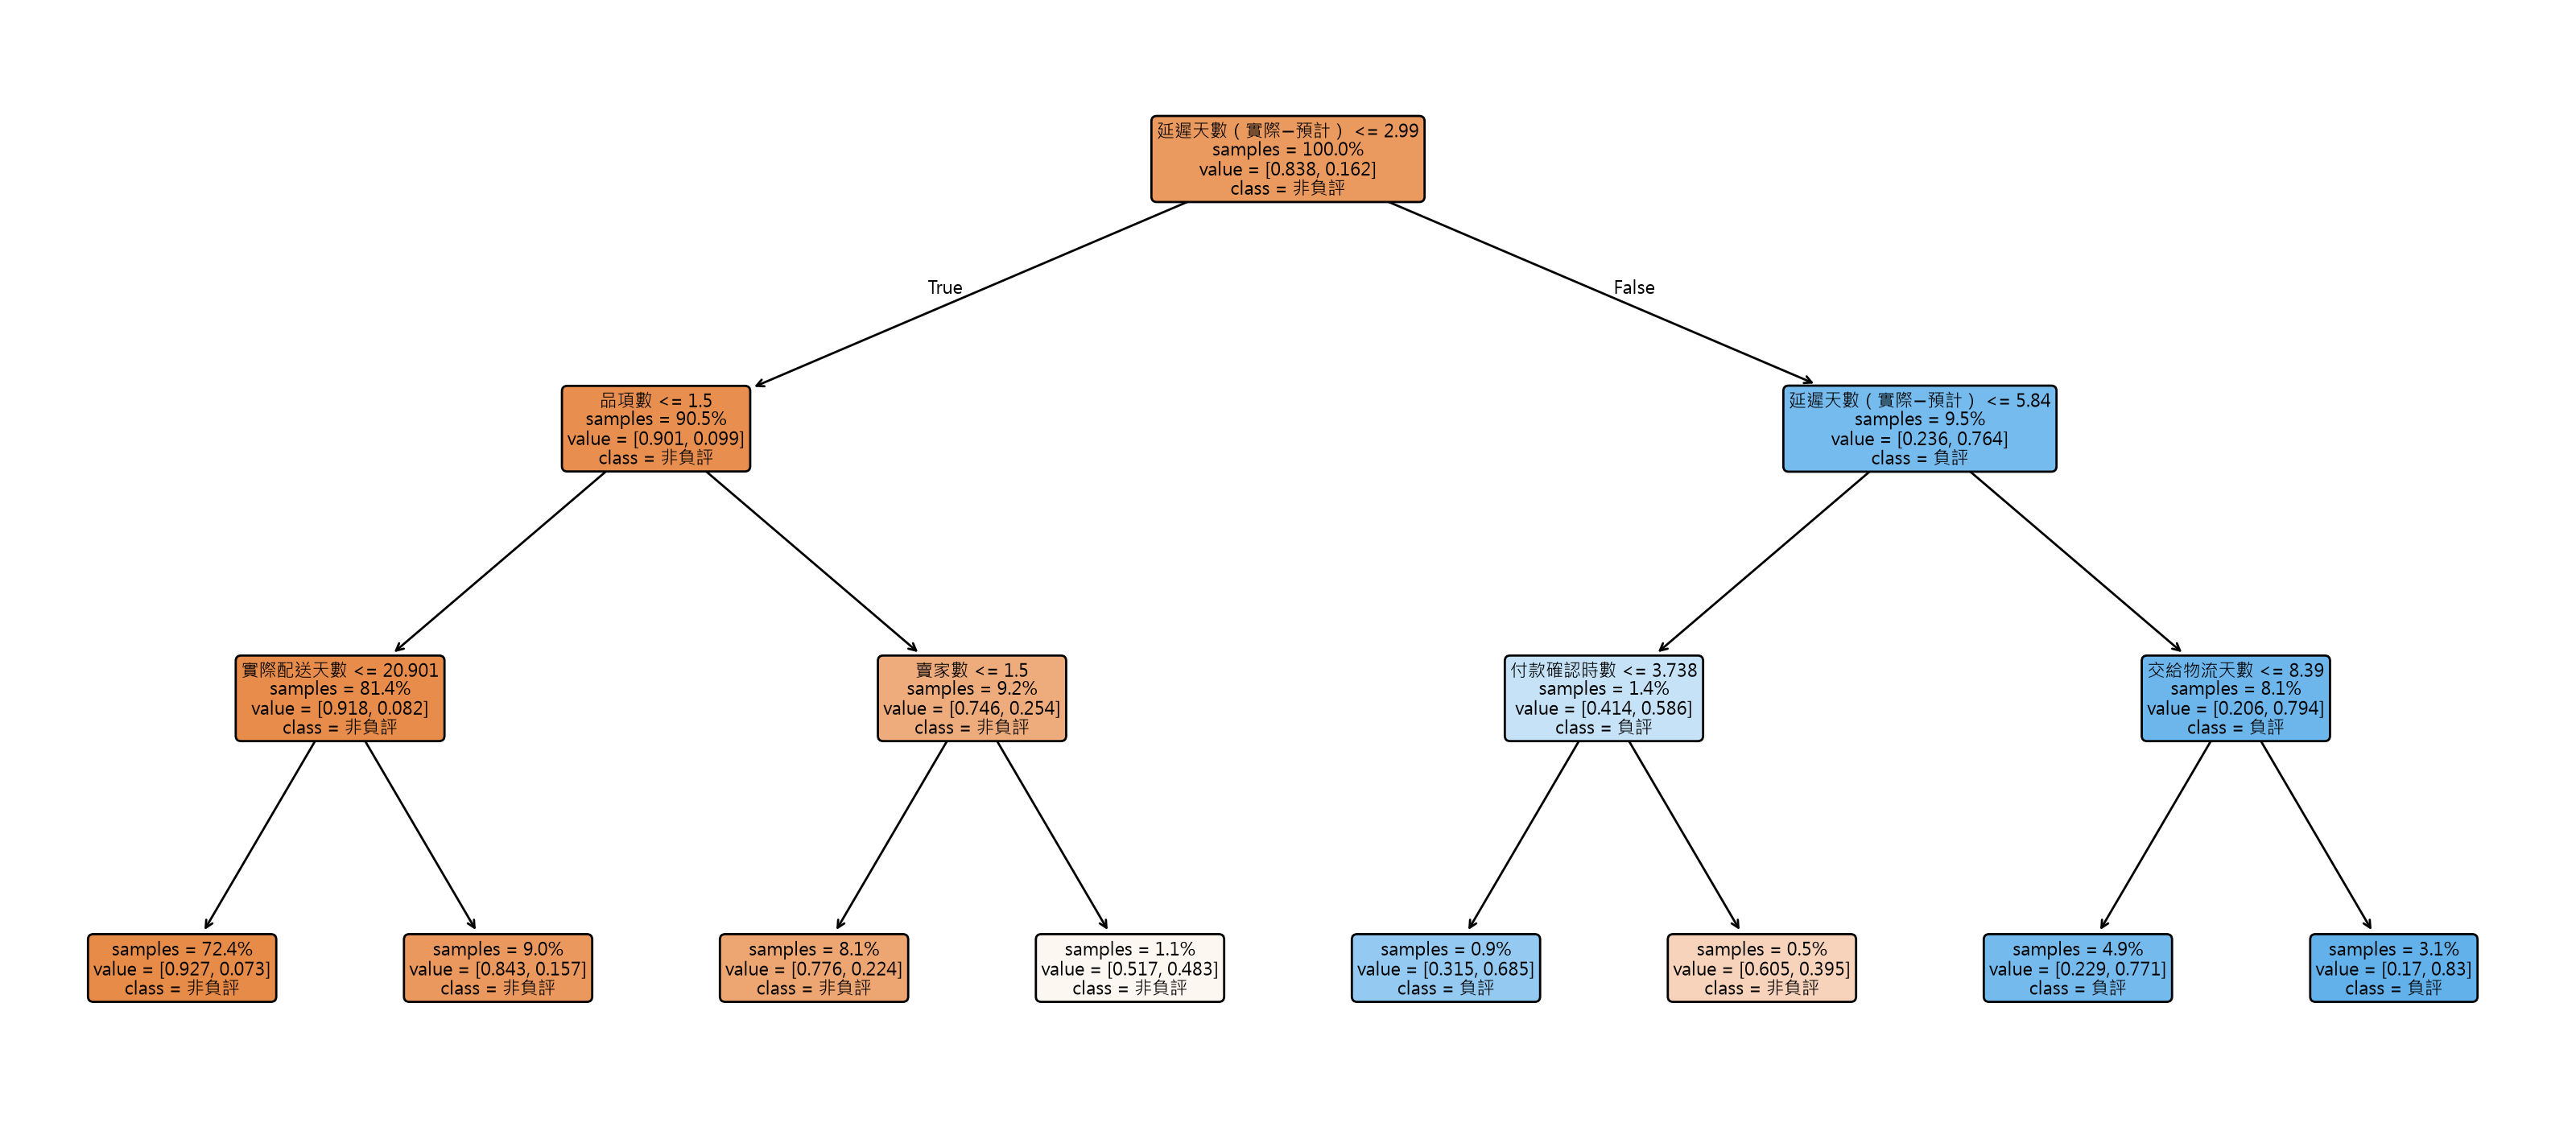 延遲天數（實際−預計） <= 2.99
samples = 100.0%
value = [0.838, 0.162]
class = 非負評
True
False
品項數 <= 1.5
samples = 90.5%
value = [0.901, 0.099]
class = 非負評
延遲天數（實際−預計） <= 5.84
samples = 9.5%
value = [0.236, 0.764]
class = 負評
實際配送天數 <= 20.901
samples = 81.4%
value = [0.918, 0.082]
class = 非負評
賣家數 <= 1.5
samples = 9.2%
value = [0.746, 0.254]
class = 非負評
付款確認時數 <= 3.738
samples = 1.4%
value = [0.414, 0.586]
class = 負評
交給物流天數 <= 8.39
samples = 8.1%
value = [0.206, 0.794]
class = 負評
samples = 72.4%
value = [0.927, 0.073]
class = 非負評
samples = 9.0%
value = [0.843, 0.157]
class = 非負評
samples = 8.1%
value = [0.776, 0.224]
class = 非負評
samples = 1.1%
value = [0.517, 0.483]
class = 非負評
samples = 0.9%
value = [0.315, 0.685]
class = 負評
samples = 0.5%
value = [0.605, 0.395]
class = 非負評
samples = 4.9%
value = [0.229, 0.771]
class = 負評
samples = 3.1%
value = [0.17, 0.83]
class = 負評